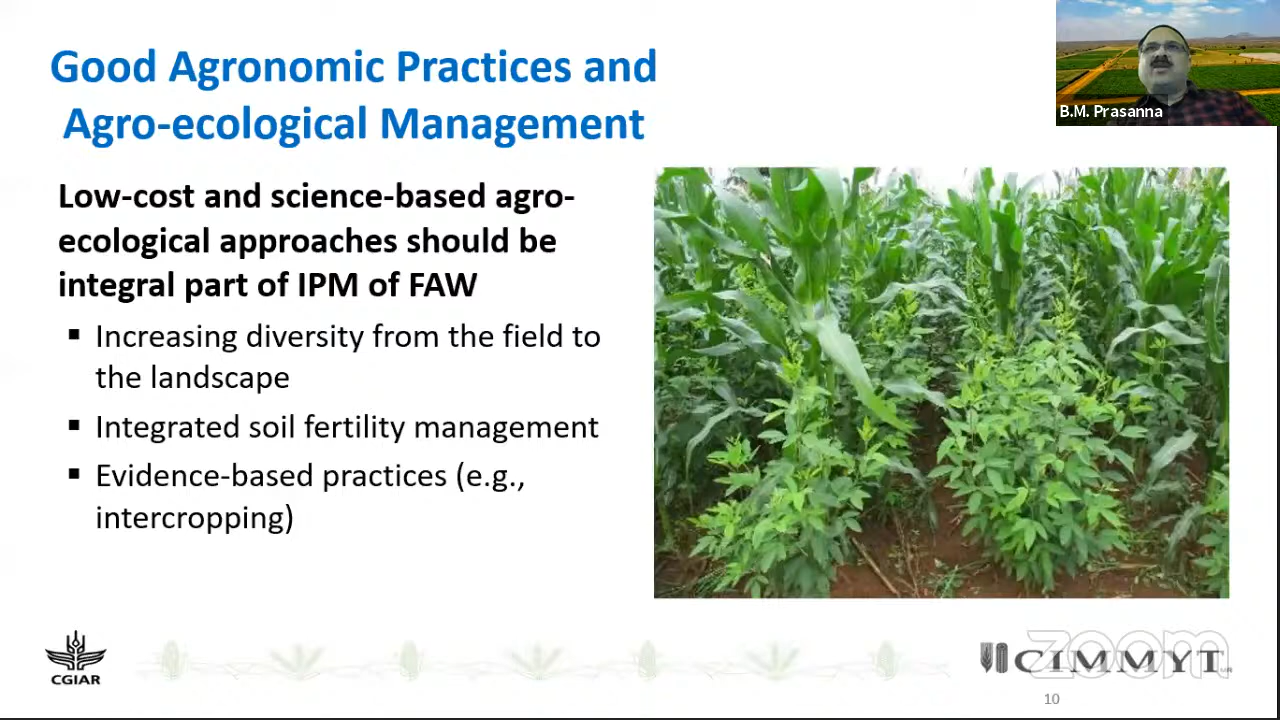 Good Agronomic Practices and
Agro-ecological Management
B.M. Prasanna
Low-cost and science-based agro-
ecological approaches should be
integral part of IPM of FAW
▪ Increasing diversity from the field to
the landscape
▪ Integrated soil fertility management
▪ Evidence-based practices (e.g.,
intercropping)
CGIAR
zoom
CIMMYT
10